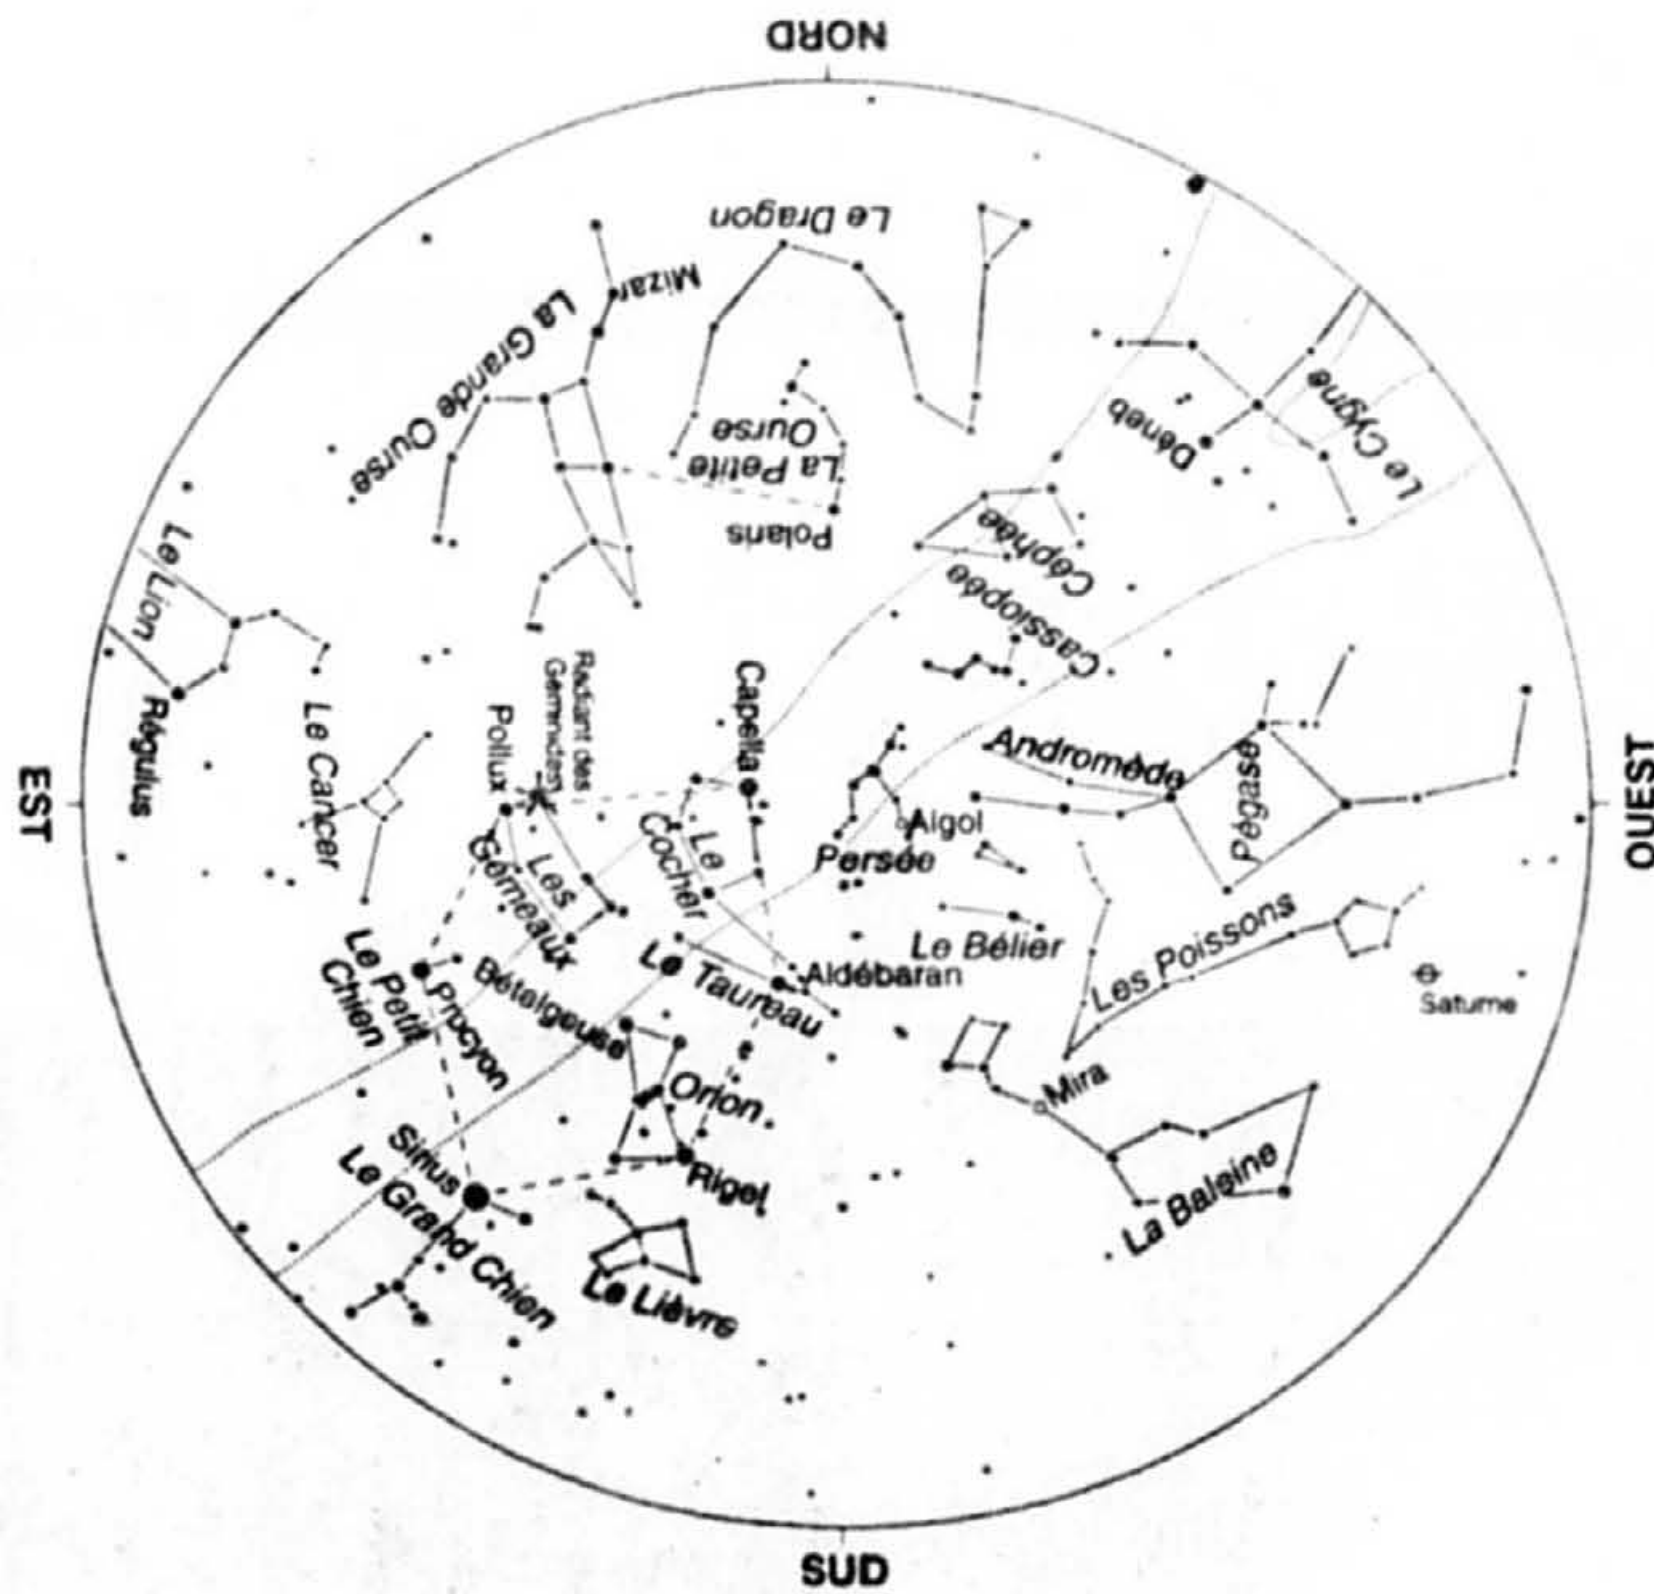 NORD
Le Dragon
Mizar
La Grande Ourse
La Petite
Ourse
Polaris
Déneb
Le Cygne
Céphée
Cassiopée
Le Lion
Régulus
Le Cancer
Pollux
Radiant des
Géminides
Capella
Andromède
Pégase
EST
OUEST
Algol
Persée
Le
Cocher
Les
Gémeaux
Le Bélier
Les Poissons
Saturne
Le Petit
Chien
Procyon
Bételgeuse
Le Taureau
Aldébaran
Orion
Mira
Sirius
Rigel
Le Grand Chien
Le Lièvre
La Baleine
SUD